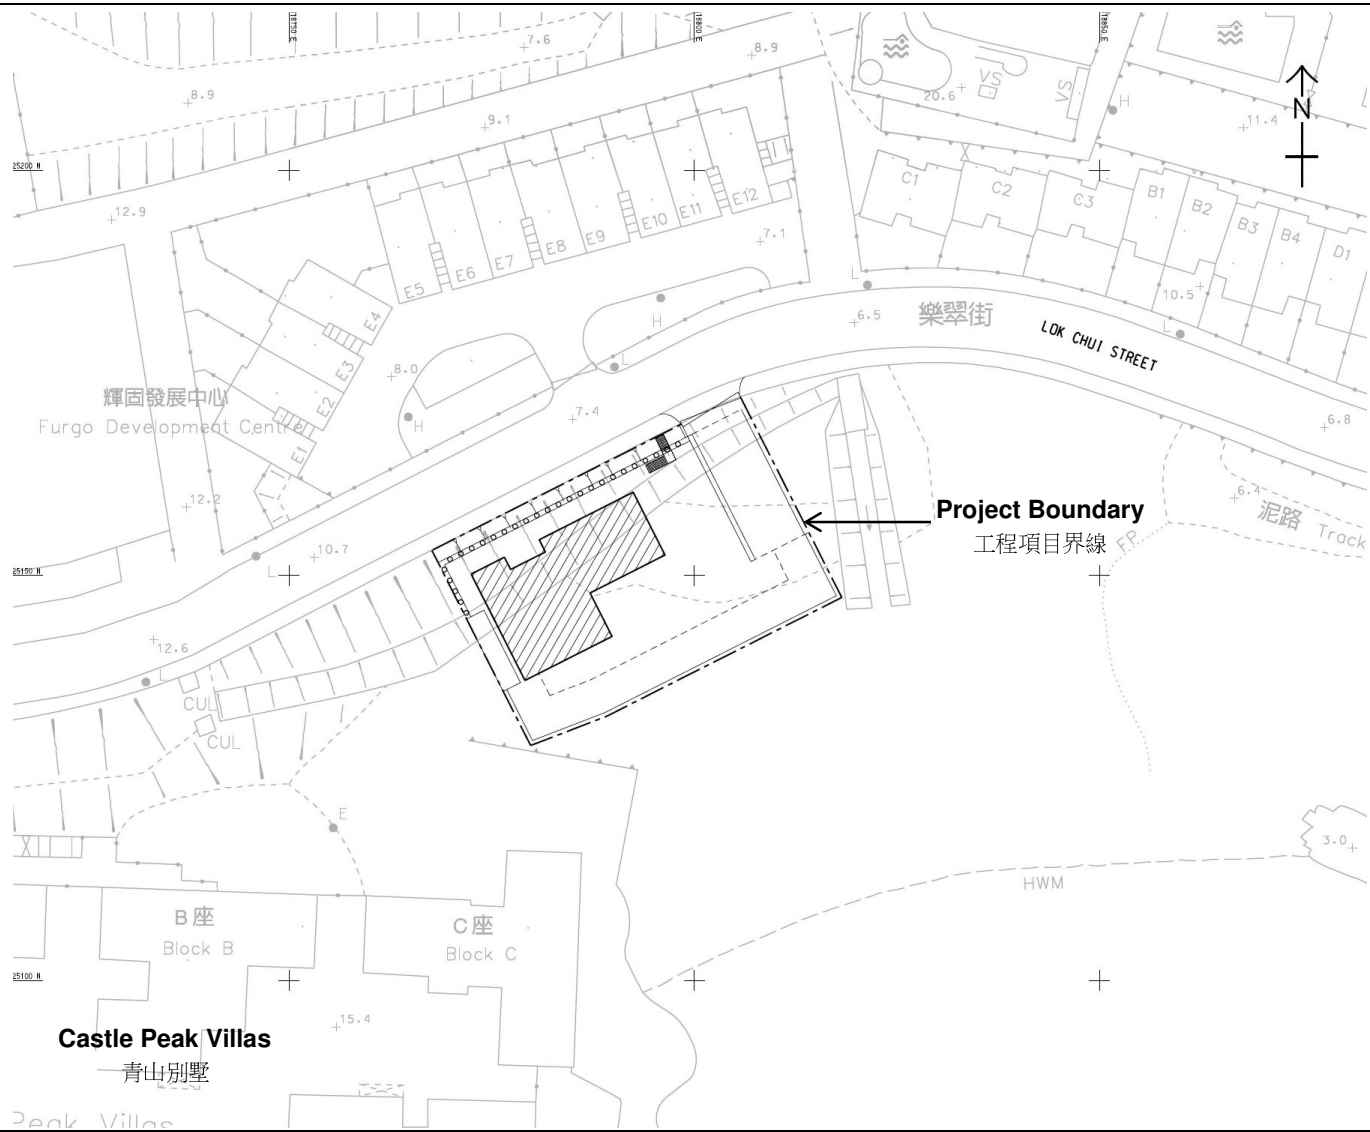 18750 E
18800 E
18850 E
7.6
8.9
8.9
9.1
VS
VS
20.6
H
N
11.4
25200 N
12.9
C1
C2
C3
B1
B2
B3
B4
D1
E12
E11
E10
E9
E8
E7
E6
E5
7.1
L
10.5
L
樂翠街
LOK CHUI STREET
6.5
H
E4
E3
E2
E1
8.0
L
輝固發展中心
Furgo Development Centre
H
7.4
6.8
12.2
6.4
泥路
Track
Project Boundary
工程項目界線
FP
10.7
L
25150 N
12.6
L
CUL
CUL
E
3.0
HWM
B座
Block B
C座
Block C
25100 N
15.4
Castle Peak Villas
青山別墅
Peak Villas